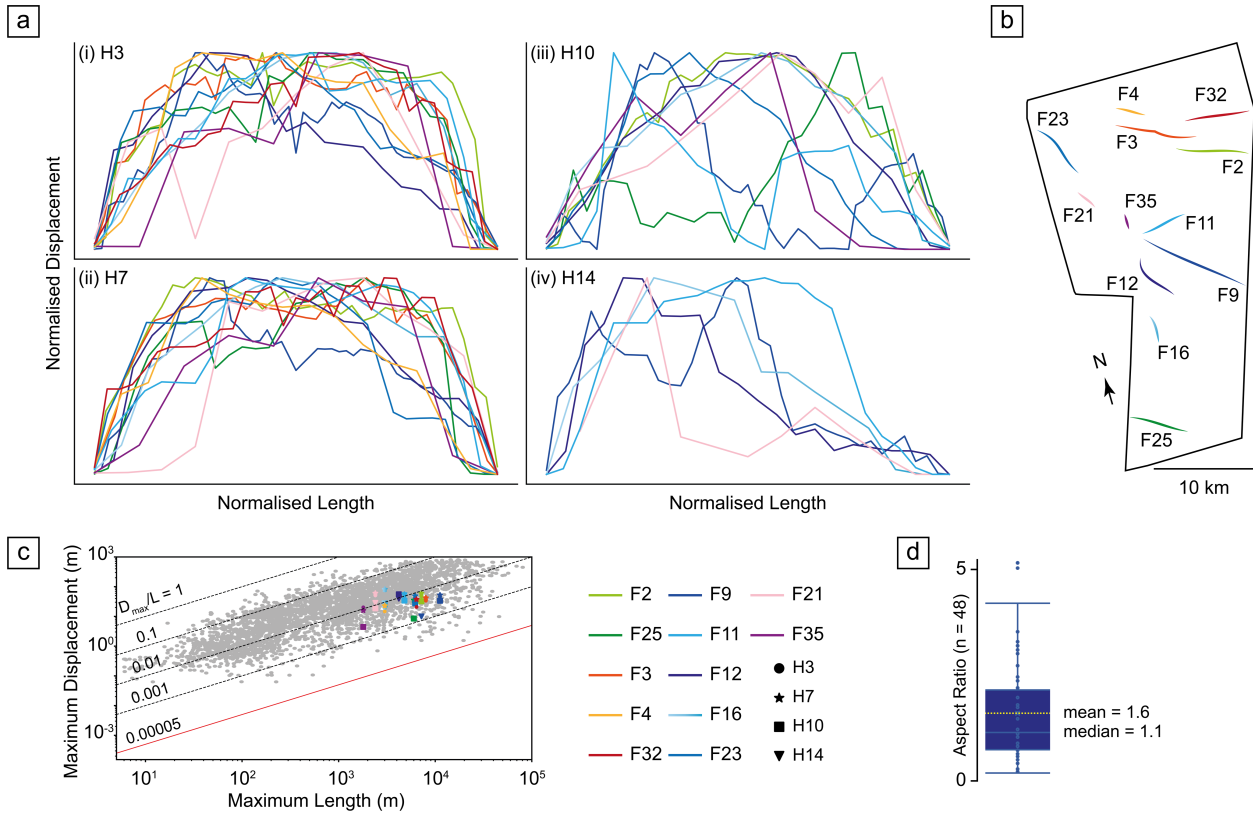 a
(i) H3
(iii) H10
(ii) H7
(iv) H14
Normalised Displacement
Normalised Length
Normalised Length
b
F4
F32
F23
F3
F2
F21
F35
F11
F12
F9
F16
N
F25
10 km
c
Maximum Displacement (m)
10³
10⁰
10⁻³
Dmax/L = 1
0.1
0.01
0.001
0.00005
10¹ 10² 10³ 10⁴ 10⁵
Maximum Length (m)
F2 F9 F21
F25 F11 F35
F3 F12 H3
F4 F16 H7
F32 F23 H10
H14
d
Aspect Ratio (n = 48)
5
0
mean = 1.6
median = 1.1